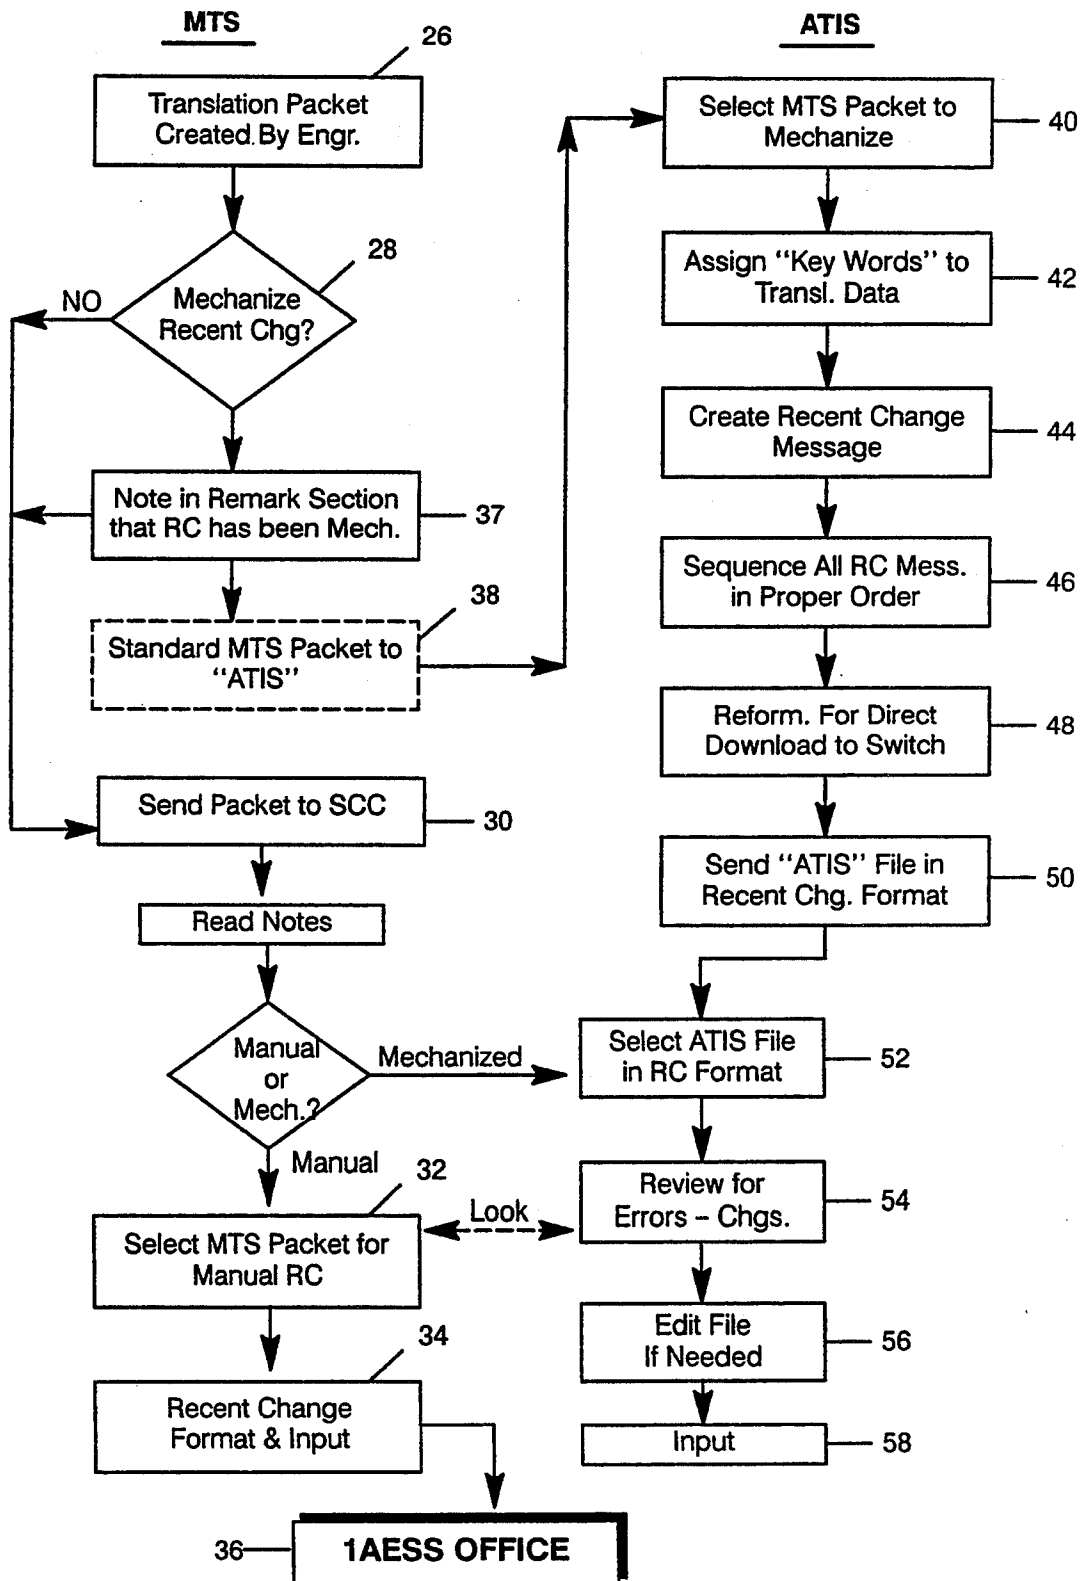 MTS
26
Translation Packet
Created. By Engr.
28
NO
Mechanize
Recent Chg?
Note in Remark Section
that RC has been Mech.
37
38
Standard MTS Packet to
“ATIS”
Send Packet to SCC
30
Read Notes
Manual
or
Mech.?
Mechanized
Manual
32
Look
Select MTS Packet for
Manual RC
34
Recent Change
Format & Input
36
1AESS OFFICE
ATIS
Select MTS Packet to
Mechanize
40
Assign “Key Words” to
Transl. Data
42
Create Recent Change
Message
44
Sequence All RC Mess.
in Proper Order
46
Reform. For Direct
Download to Switch
48
Send “ATIS” File in
Recent Chg. Format
50
Select ATIS File
in RC Format
52
Review for
Errors – Chgs.
54
Edit File
If Needed
56
Input
58